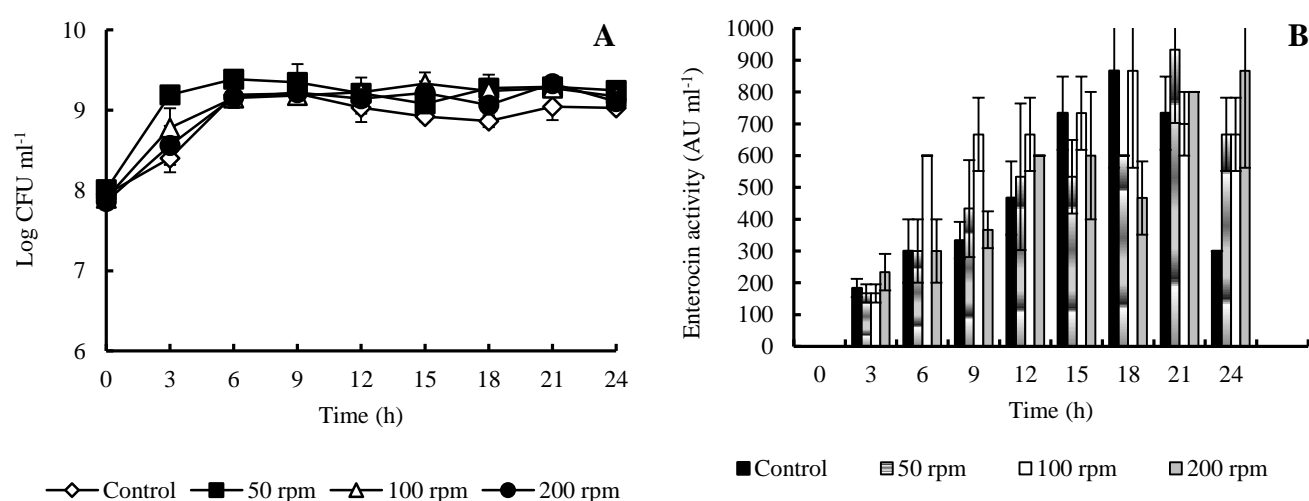 A
10
9
8
7
6
Log CFU ml⁻¹
0 3 6 9 12 15 18 21 24
Time (h)
Control 50 rpm 100 rpm 200 rpm
B
1000
900
800
700
600
500
400
300
200
100
0
Enterocin activity (AU ml⁻¹)
0 3 6 9 12 15 18 21 24
Time (h)
Control 50 rpm 100 rpm 200 rpm